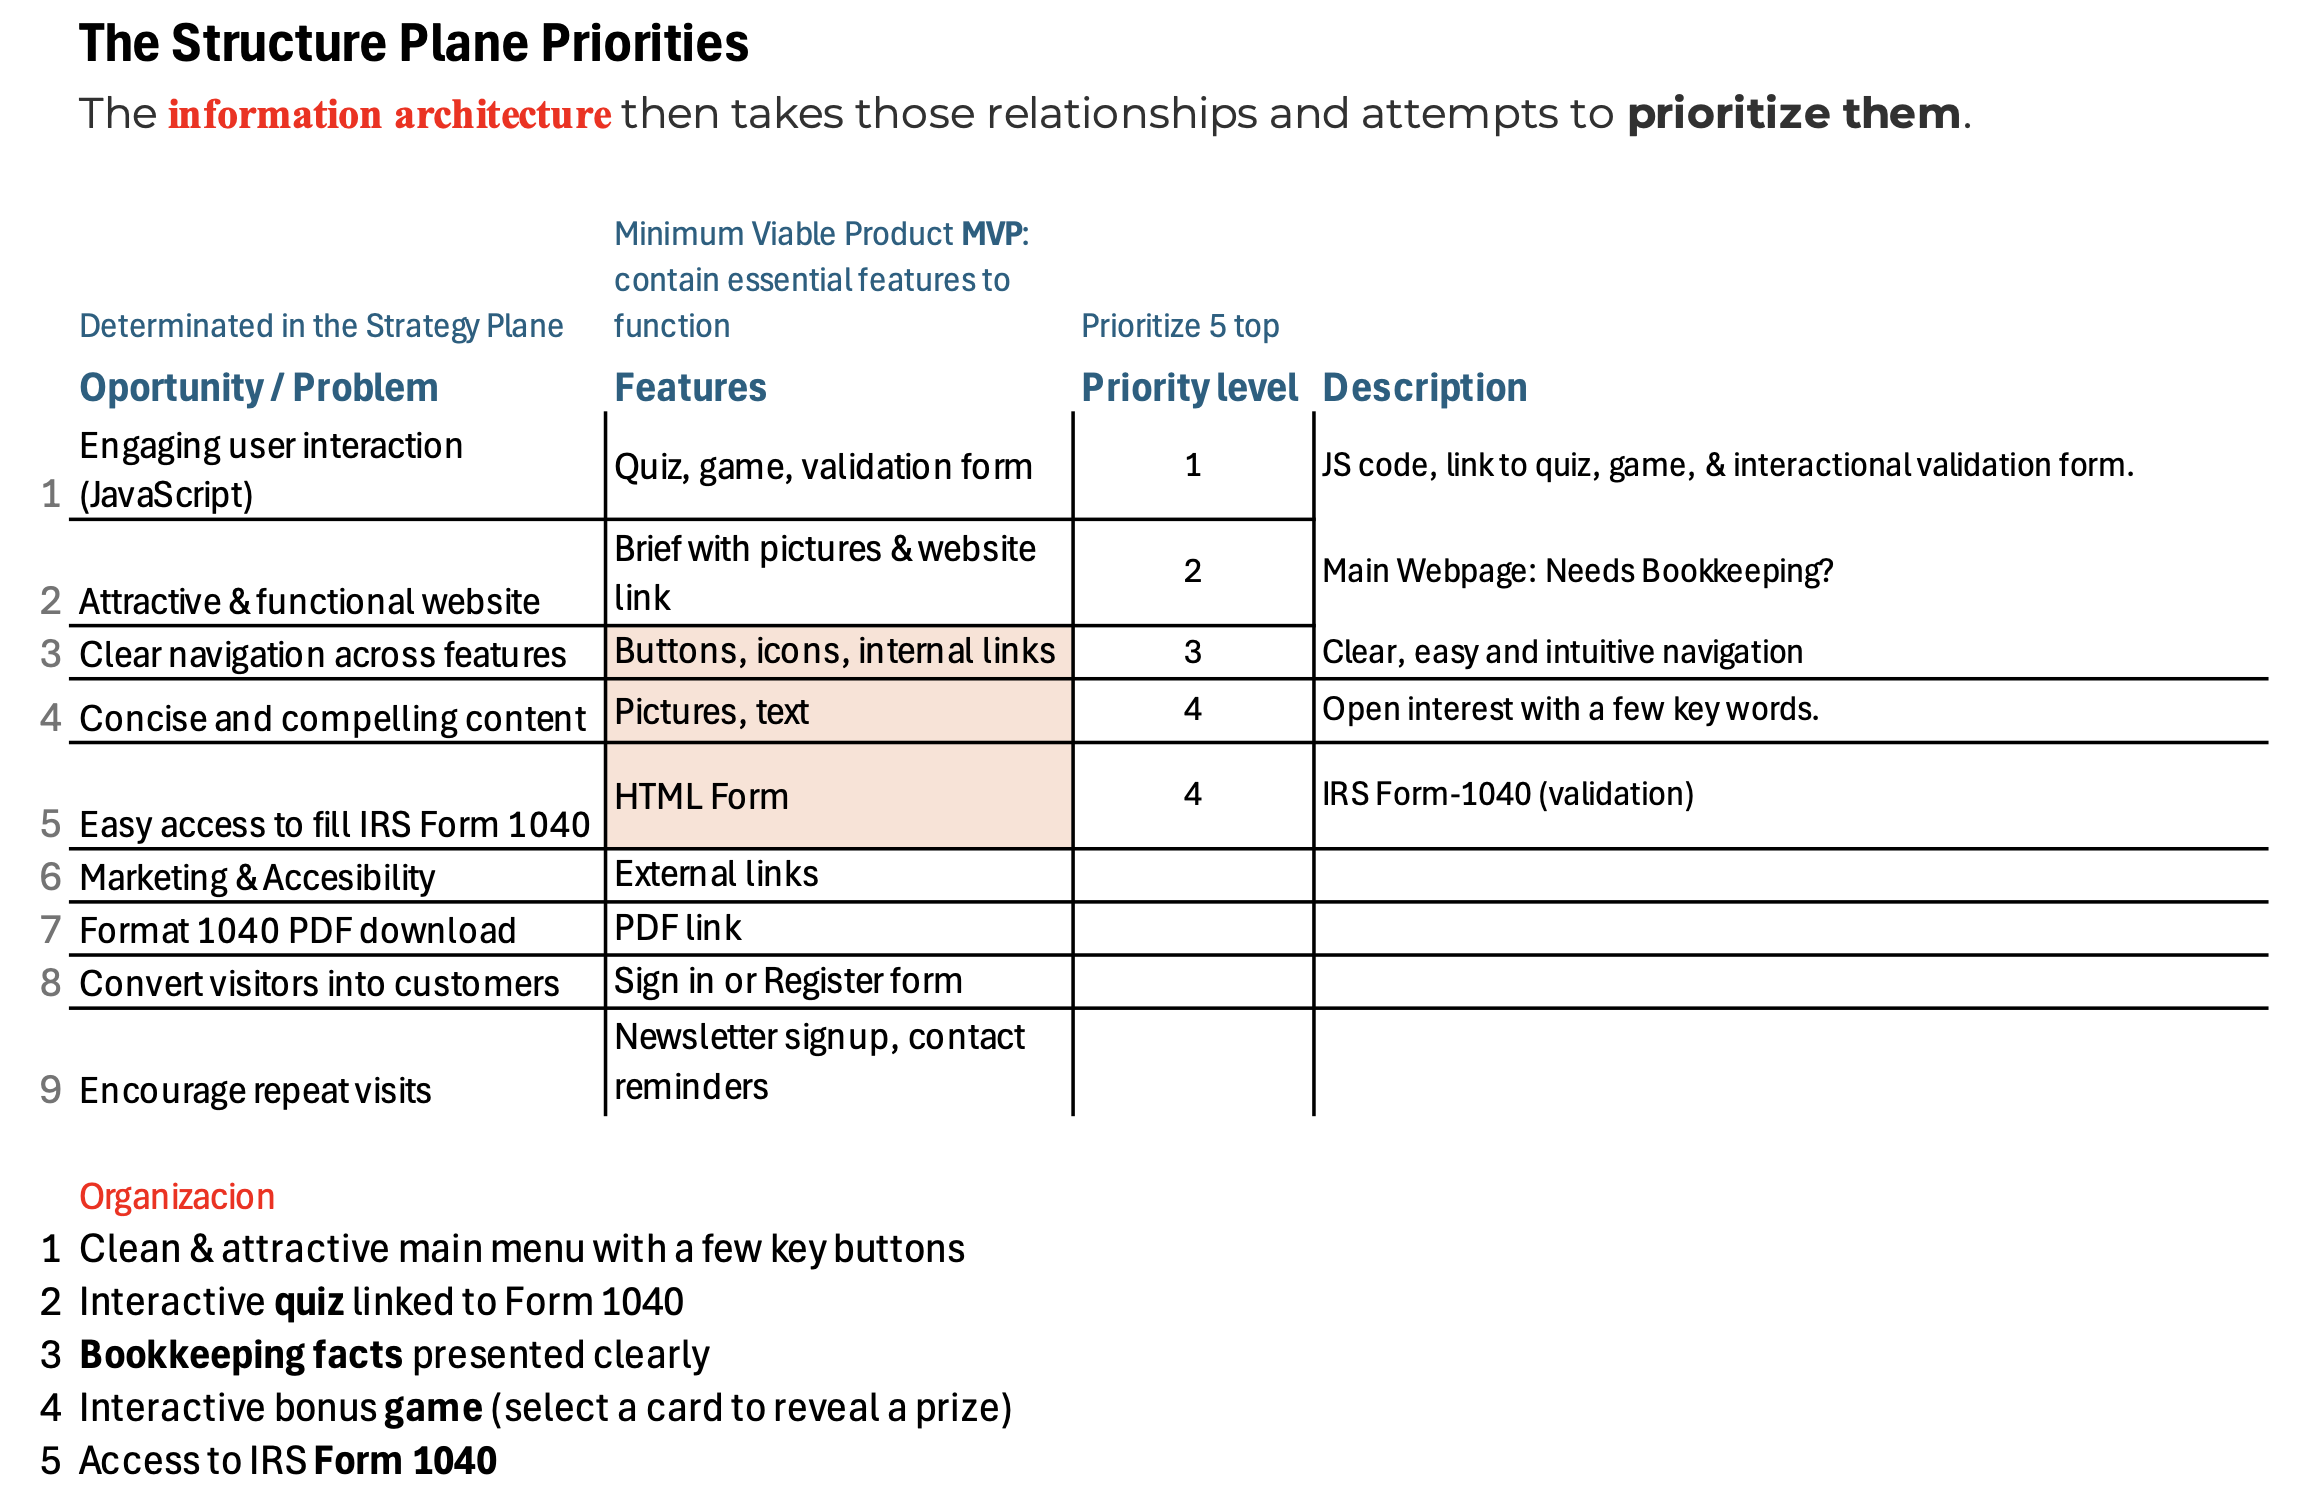 The Structure Plane Priorities
The information architecture then takes those relationships and attempts to prioritize them.
Minimum Viable Product MVP:
contain essential features to
Determinated in the Strategy Plane function Prioritize 5 top
Oportunity / Problem Features Priority level Description
Engaging user interaction
1 (JavaScript) Quiz, game, validation form 1 JS code, link to quiz, game, & interactional validation form.
Brief with pictures & website
2 Attractive & functional website link 2 Main Webpage: Needs Bookkeeping?
3 Clear navigation across features Buttons, icons, internal links 3 Clear, easy and intuitive navigation
4 Concise and compelling content Pictures, text 4 Open interest with a few key words.
5 Easy access to fill IRS Form 1040 HTML Form 4 IRS Form-1040 (validation)
6 Marketing & Accesibility External links
7 Format 1040 PDF download PDF link
8 Convert visitors into customers Sign in or Register form
Newsletter signup, contact
9 Encourage repeat visits reminders
Organizacion
1 Clean & attractive main menu with a few key buttons
2 Interactive quiz linked to Form 1040
3 Bookkeeping facts presented clearly
4 Interactive bonus game (select a card to reveal a prize)
5 Access to IRS Form 1040